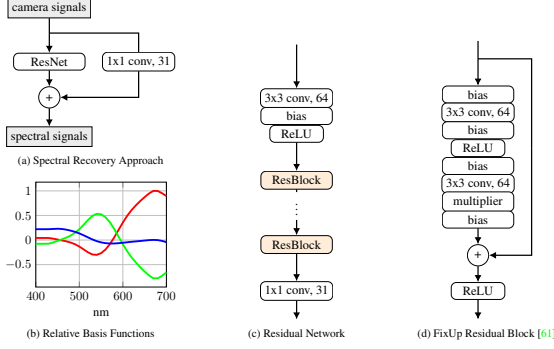 camera signals
ResNet
1x1 conv, 31
+
spectral signals
(a) Spectral Recovery Approach
1
0.5
0
−0.5
400
500
600
700
nm
(b) Relative Basis Functions
3x3 conv, 64
bias
ReLU
ResBlock
⋮
ResBlock
1x1 conv, 31
(c) Residual Network
bias
3x3 conv, 64
bias
ReLU
bias
3x3 conv, 64
multiplier
bias
+
ReLU
(d) FixUp Residual Block [61]